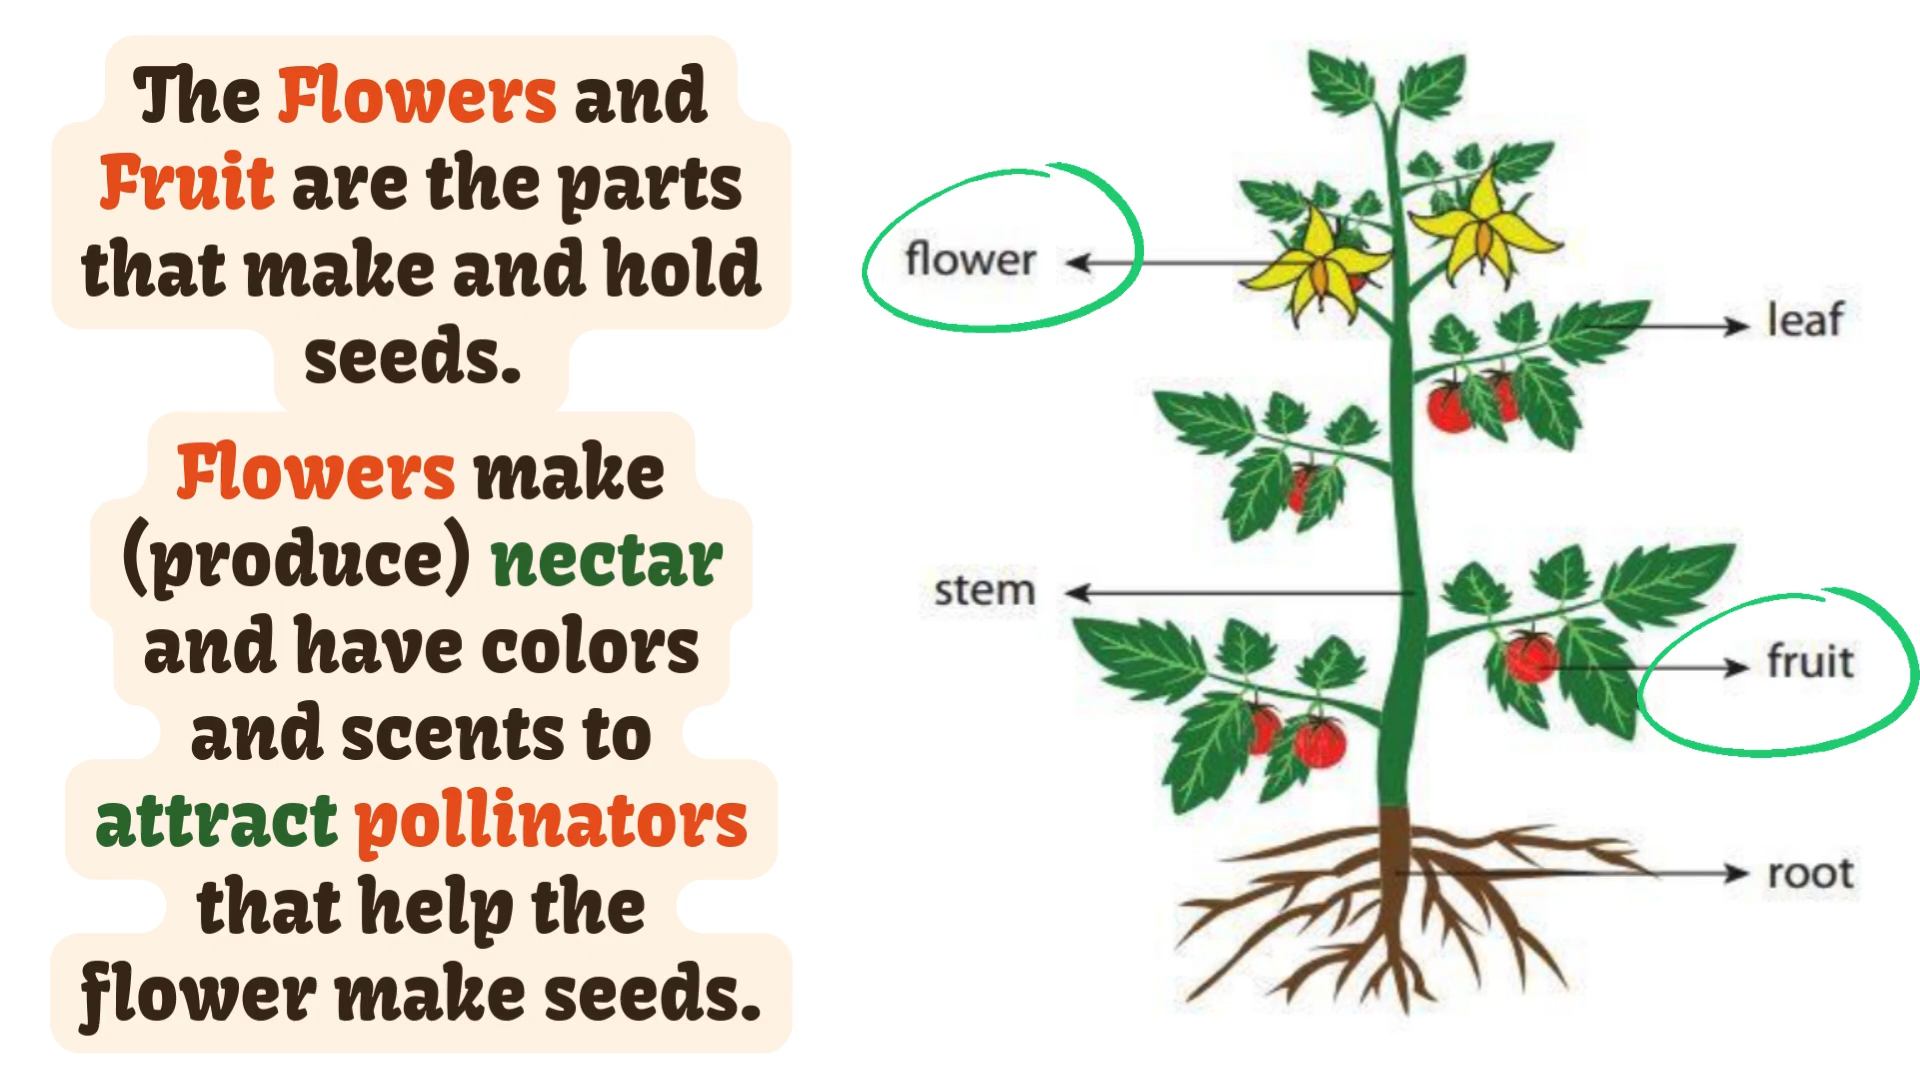 The Flowers and
Fruit are the parts
that make and hold
seeds.
Flowers make
(produce) nectar
and have colors
and scents to
attract pollinators
that help the
flower make seeds.
flower
leaf
stem
fruit
root